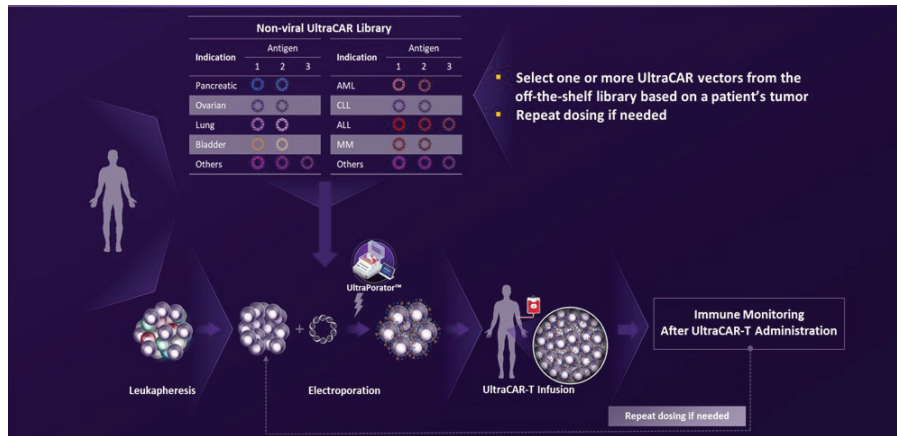 Non-viral UltraCAR Library
Indication Antigen
1 2 3
Pancreatic
Ovarian
Lung
Bladder
Others
Indication Antigen
1 2 3
AML
CLL
ALL
MM
Others
▪ Select one or more UltraCAR vectors from the
off-the-shelf library based on a patient's tumor
▪ Repeat dosing if needed
UltraPorator™
+
Leukapheresis
Electroporation
UltraCAR-T Infusion
Immune Monitoring
After UltraCAR-T Administration
Repeat dosing if needed